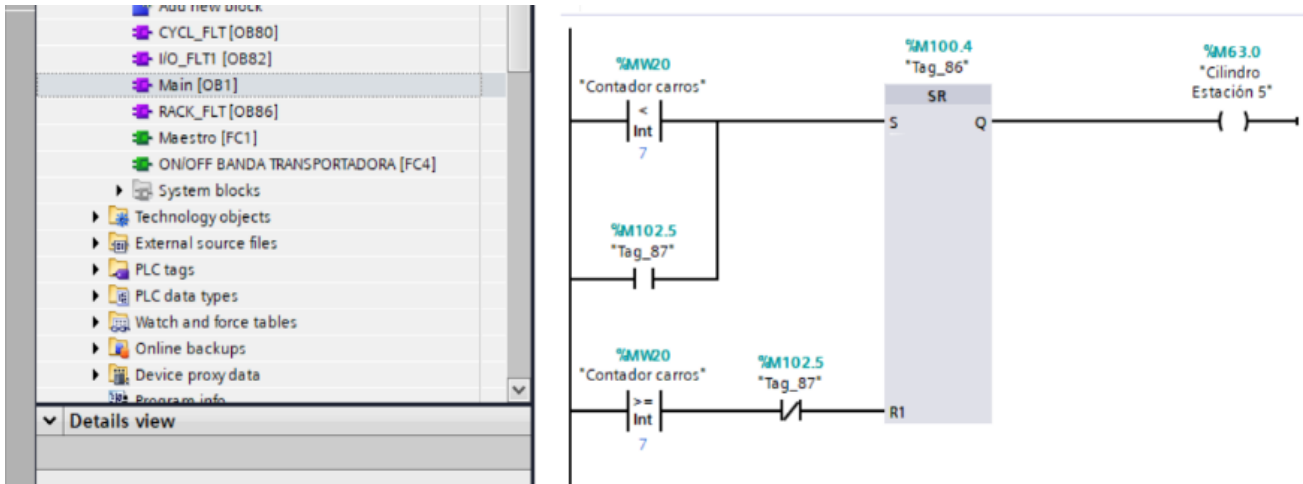 Add new block
CYCL_FLT [OB80]
I/O_FLT1 [OB82]
Main [OB1]
RACK_FLT [OB86]
Maestro [FC1]
ON/OFF BANDA TRANSPORTADORA [FC4]
System blocks
Technology objects
External source files
PLC tags
PLC data types
Watch and force tables
Online backups
Device proxy data
Program info
Details view
%MW20
"Contador carros"
<
Int
7
%M102.5
"Tag_87"
%MW20
"Contador carros"
>=
Int
7
%M102.5
"Tag_87"
%M100.4
"Tag_86"
SR
S
Q
R1
%M63.0
"Cilindro
Estación 5"